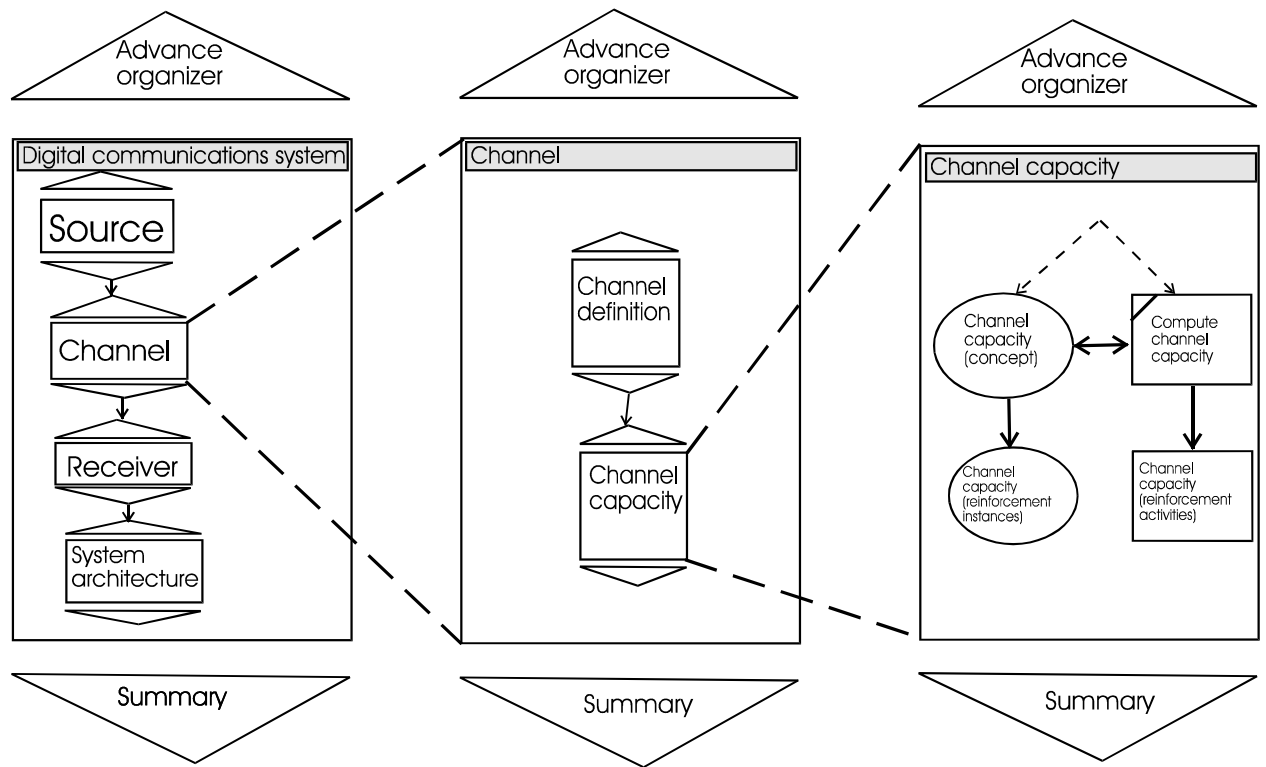 Advance
organizer
Digital communications system
Source
Channel
Receiver
System
architecture
Summary
Advance
organizer
Channel
Channel
definition
Channel
capacity
Summary
Advance
organizer
Channel capacity
Channel
capacity
(concept)
Compute
channel
capacity
Channel
capacity
(reinforcement
instances)
Channel
capacity
(reinforcement
activities)
Summary